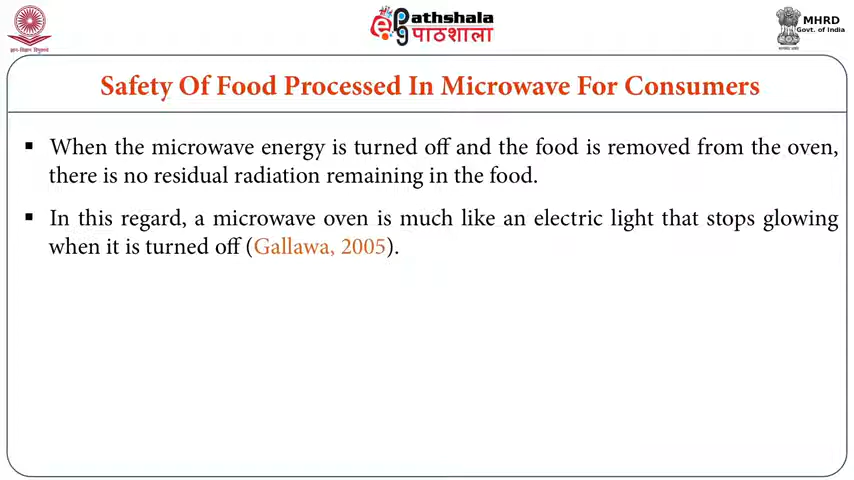 ज्ञान-विज्ञान विमुक्तये
ePathshala
पाठशाला
MHRD
Govt. of India
Safety Of Food Processed In Microwave For Consumers
▪ When the microwave energy is turned off and the food is removed from the oven,
there is no residual radiation remaining in the food.
▪ In this regard, a microwave oven is much like an electric light that stops glowing
when it is turned off (Gallawa, 2005).